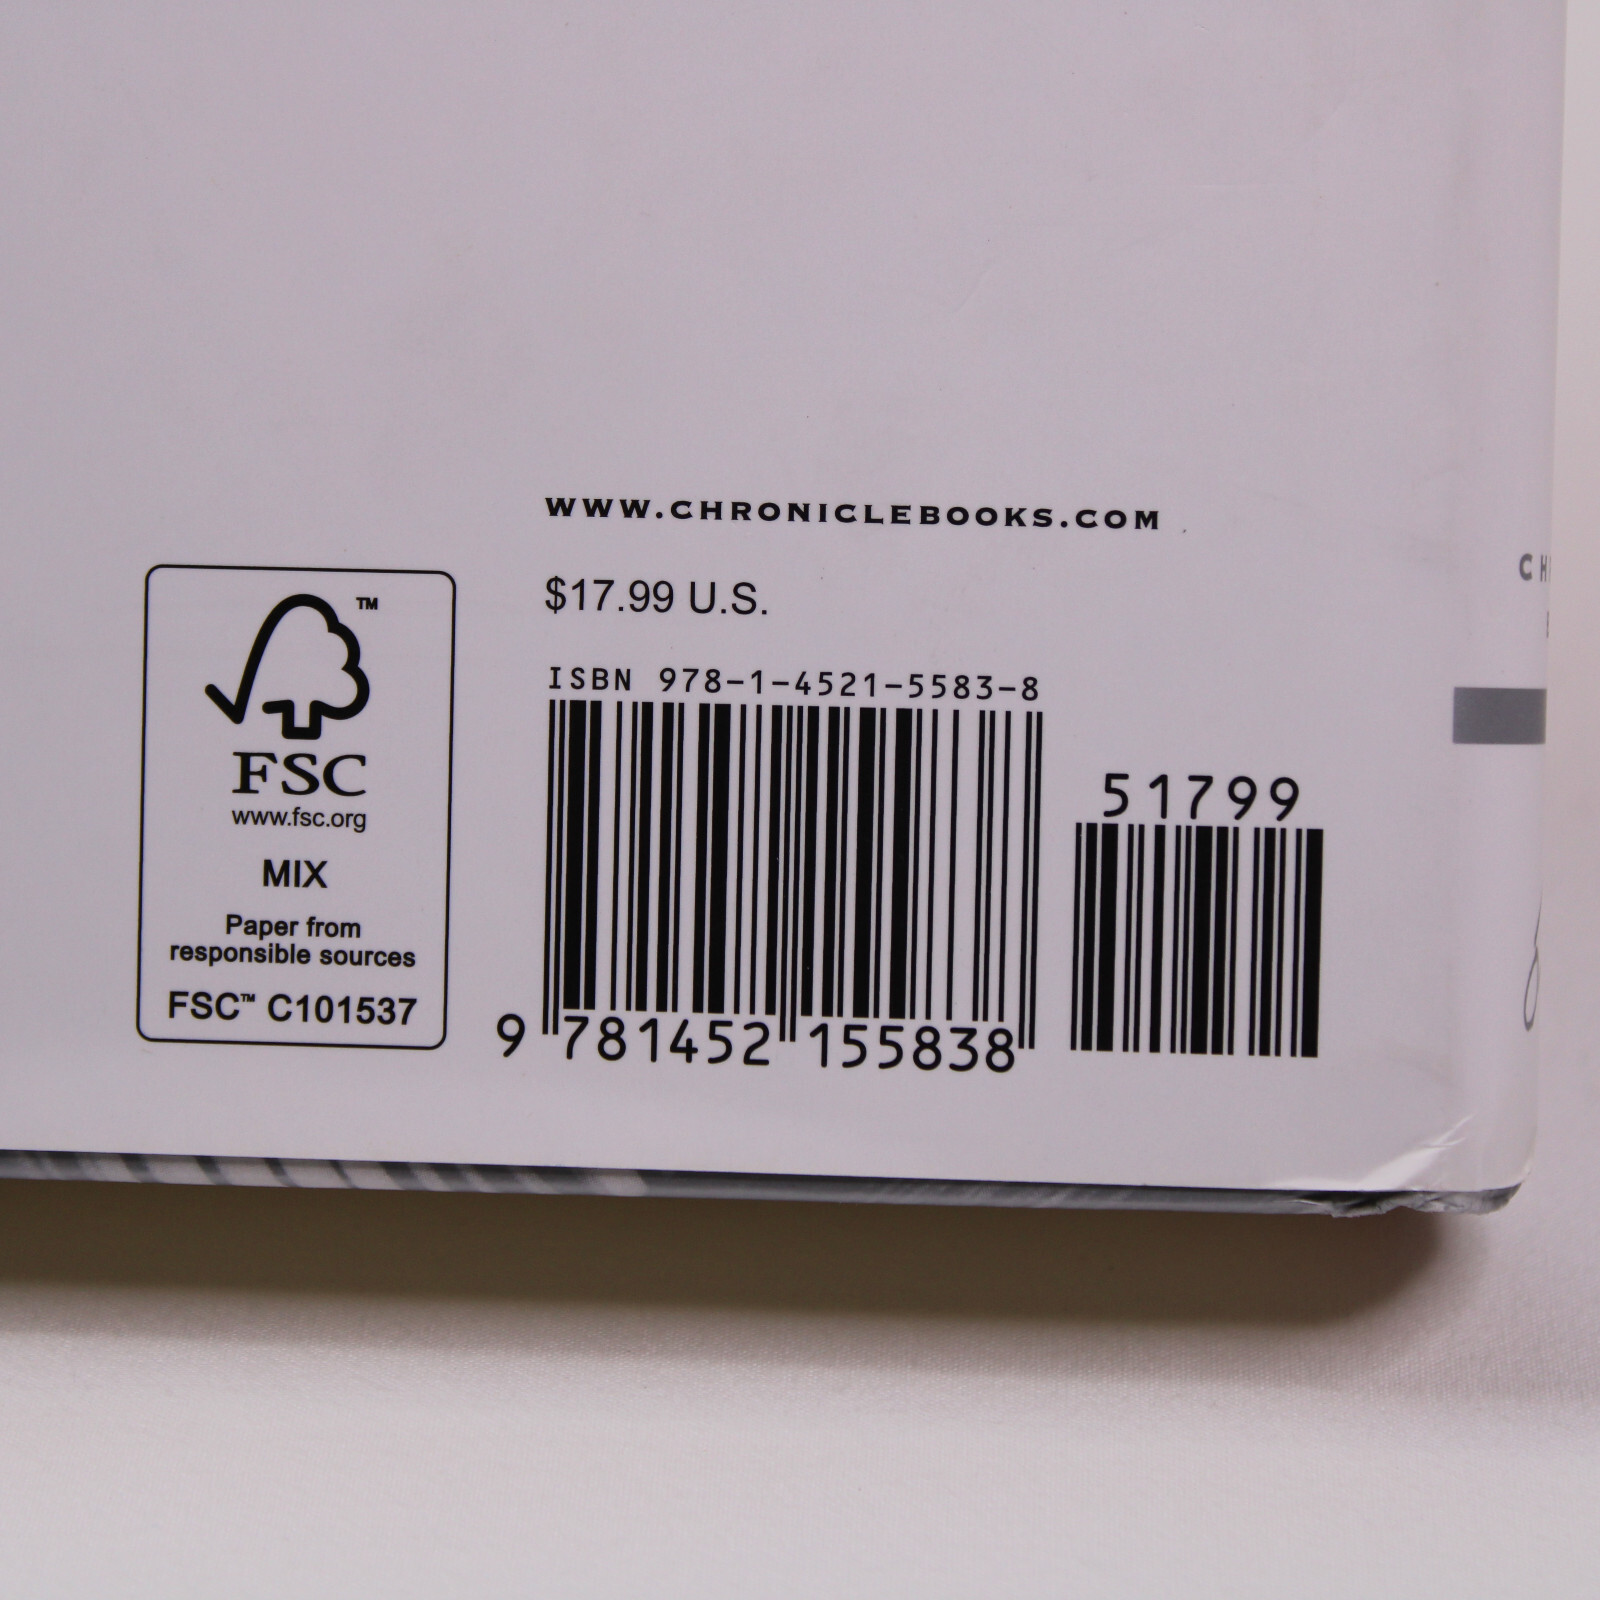 WWW.CHRONICLEBOOKS.COM
$17.99 U.S.
ISBN 978-1-4521-5583-8
51799
9 781452 155838
TM
FSC
www.fsc.org
MIX
Paper from
responsible sources
FSC™ C101537